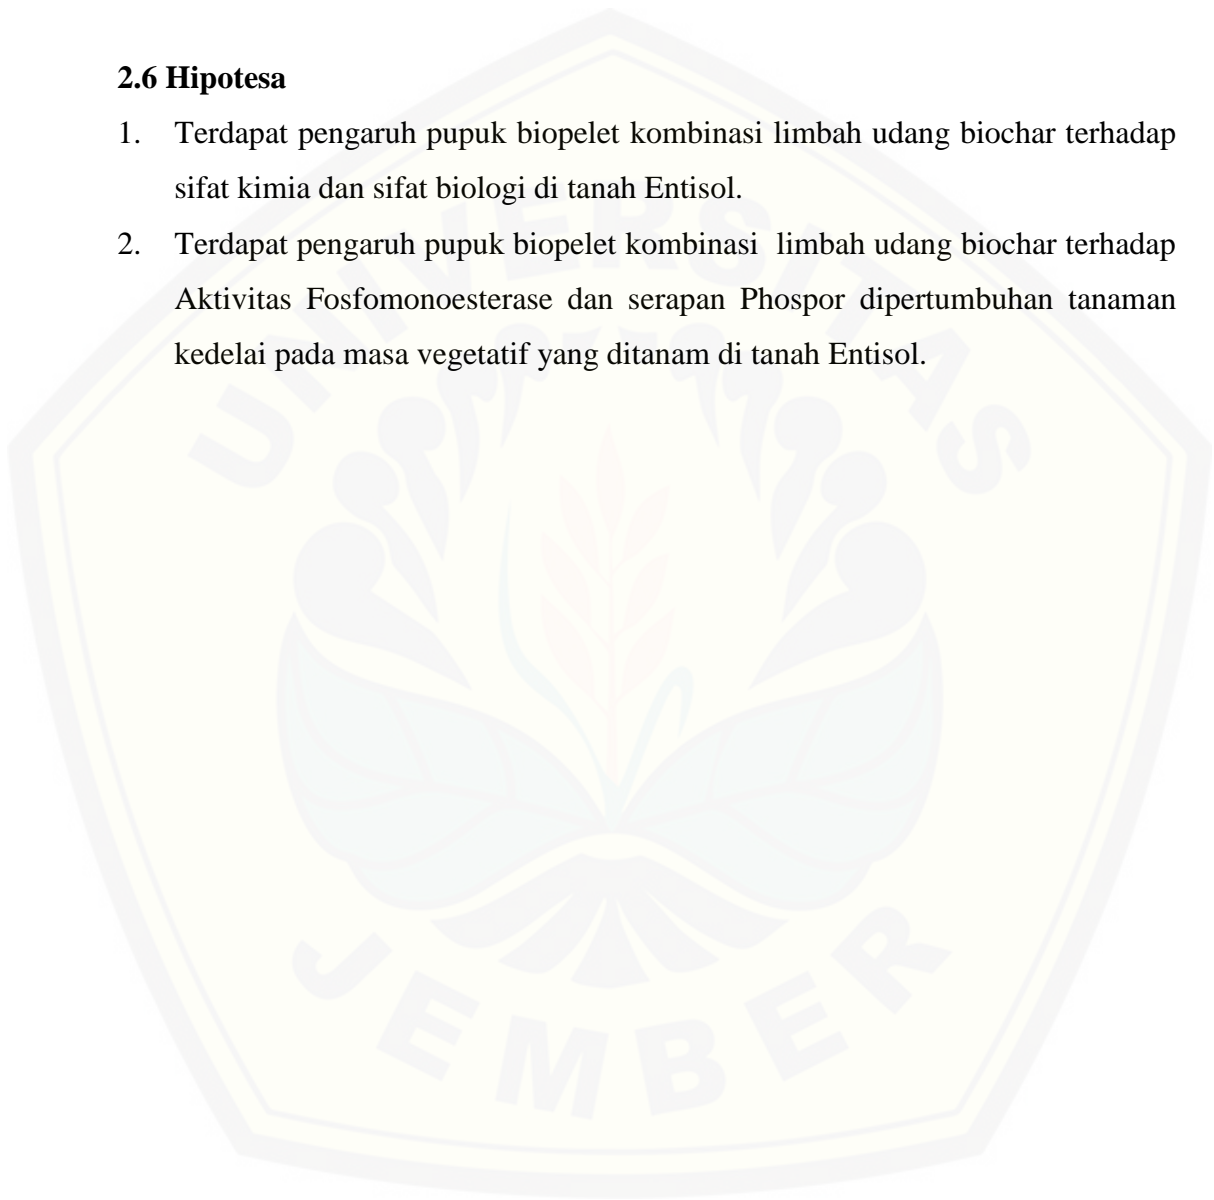 2.6 Hipotesa
1. Terdapat pengaruh pupuk biopelet kombinasi limbah udang biochar terhadap
sifat kimia dan sifat biologi di tanah Entisol.
2. Terdapat pengaruh pupuk biopelet kombinasi limbah udang biochar terhadap
Aktivitas Fosfomonoesterase dan serapan Phospor dipertumbuhan tanaman
kedelai pada masa vegetatif yang ditanam di tanah Entisol.
UNIVERSITAS
JEMBER